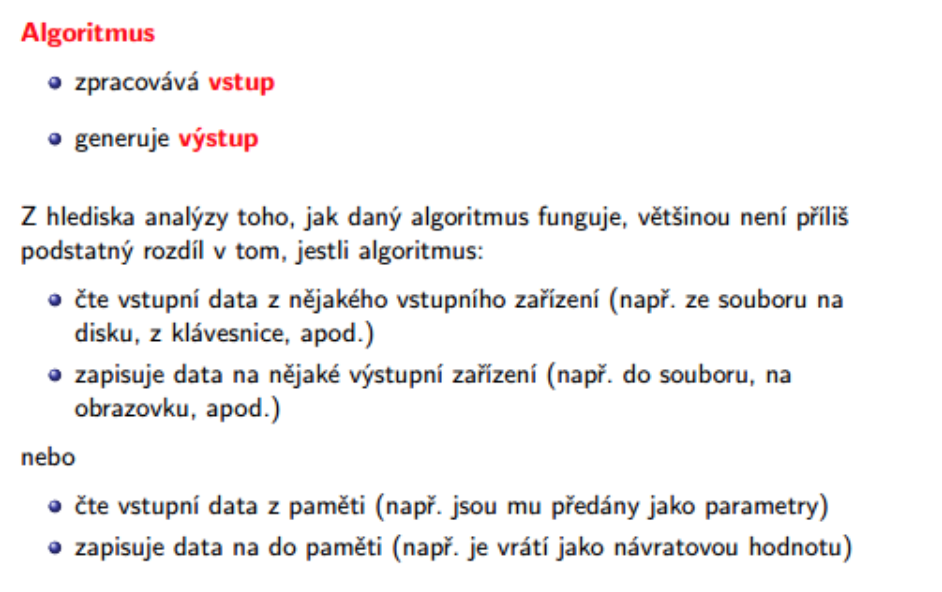 Algoritmus
zpracovává vstup
generuje výstup
Z hlediska analýzy toho, jak daný algoritmus funguje, většinou není příliš
podstatný rozdíl v tom, jestli algoritmus:
čte vstupní data z nějakého vstupního zařízení (např. ze souboru na
disku, z klávesnice, apod.)
zapisuje data na nějaké výstupní zařízení (např. do souboru, na
obrazovku, apod.)
nebo
čte vstupní data z paměti (např. jsou mu předány jako parametry)
zapisuje data na do paměti (např. je vrátí jako návratovou hodnotu)